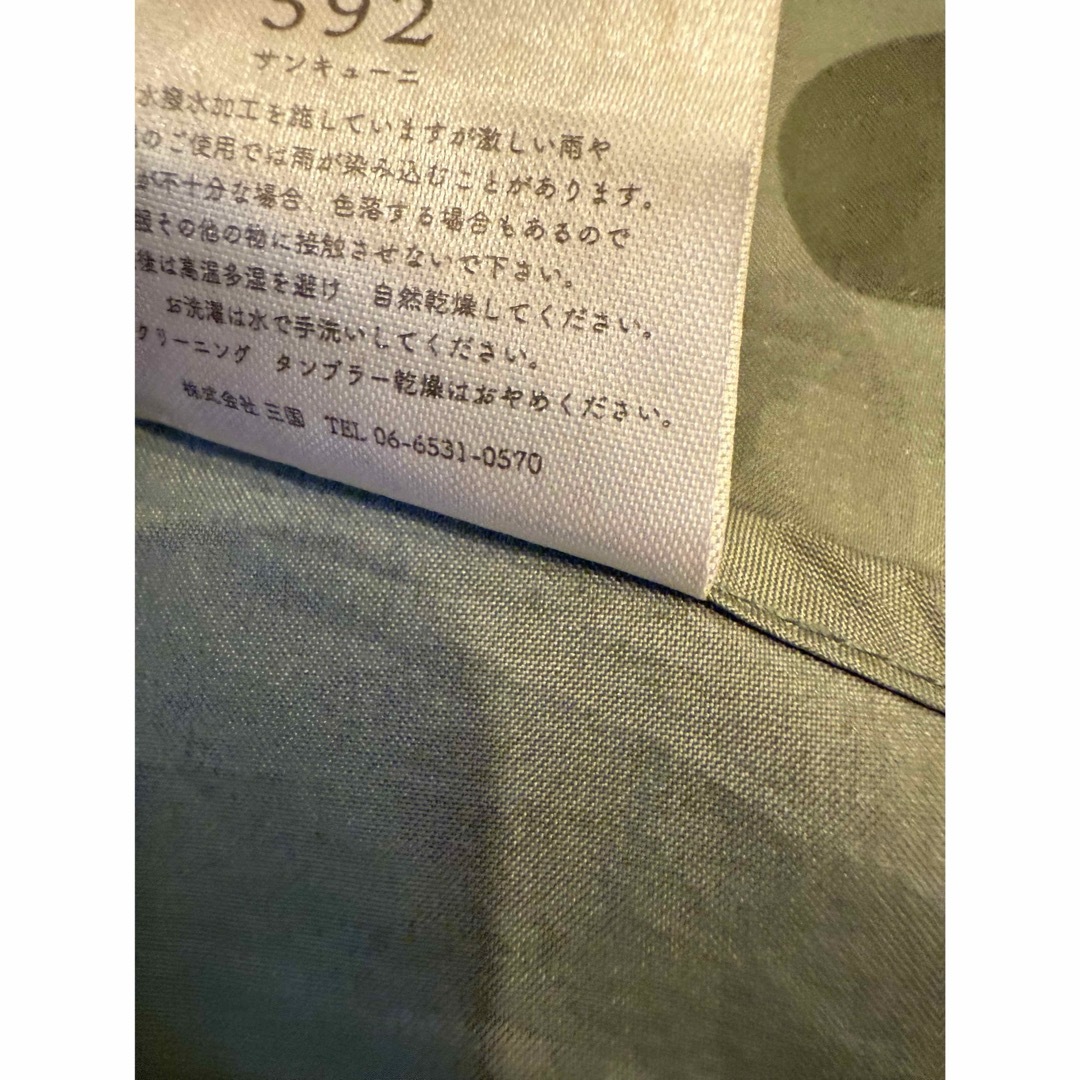 392
サンキューニ
水撥水加工を施していますが激しい雨や
のご使用では雨が染み込むことがあります。
が不十分な場合、色落する場合もあるので
その他の物に接触させないで下さい。
後は高温多湿を避け 自然乾燥してください。
お洗濯は水で手洗いしてください。
クリーニング タンブラー乾燥はおやめください。
株式会社 三国 TEL 06-6531-0570